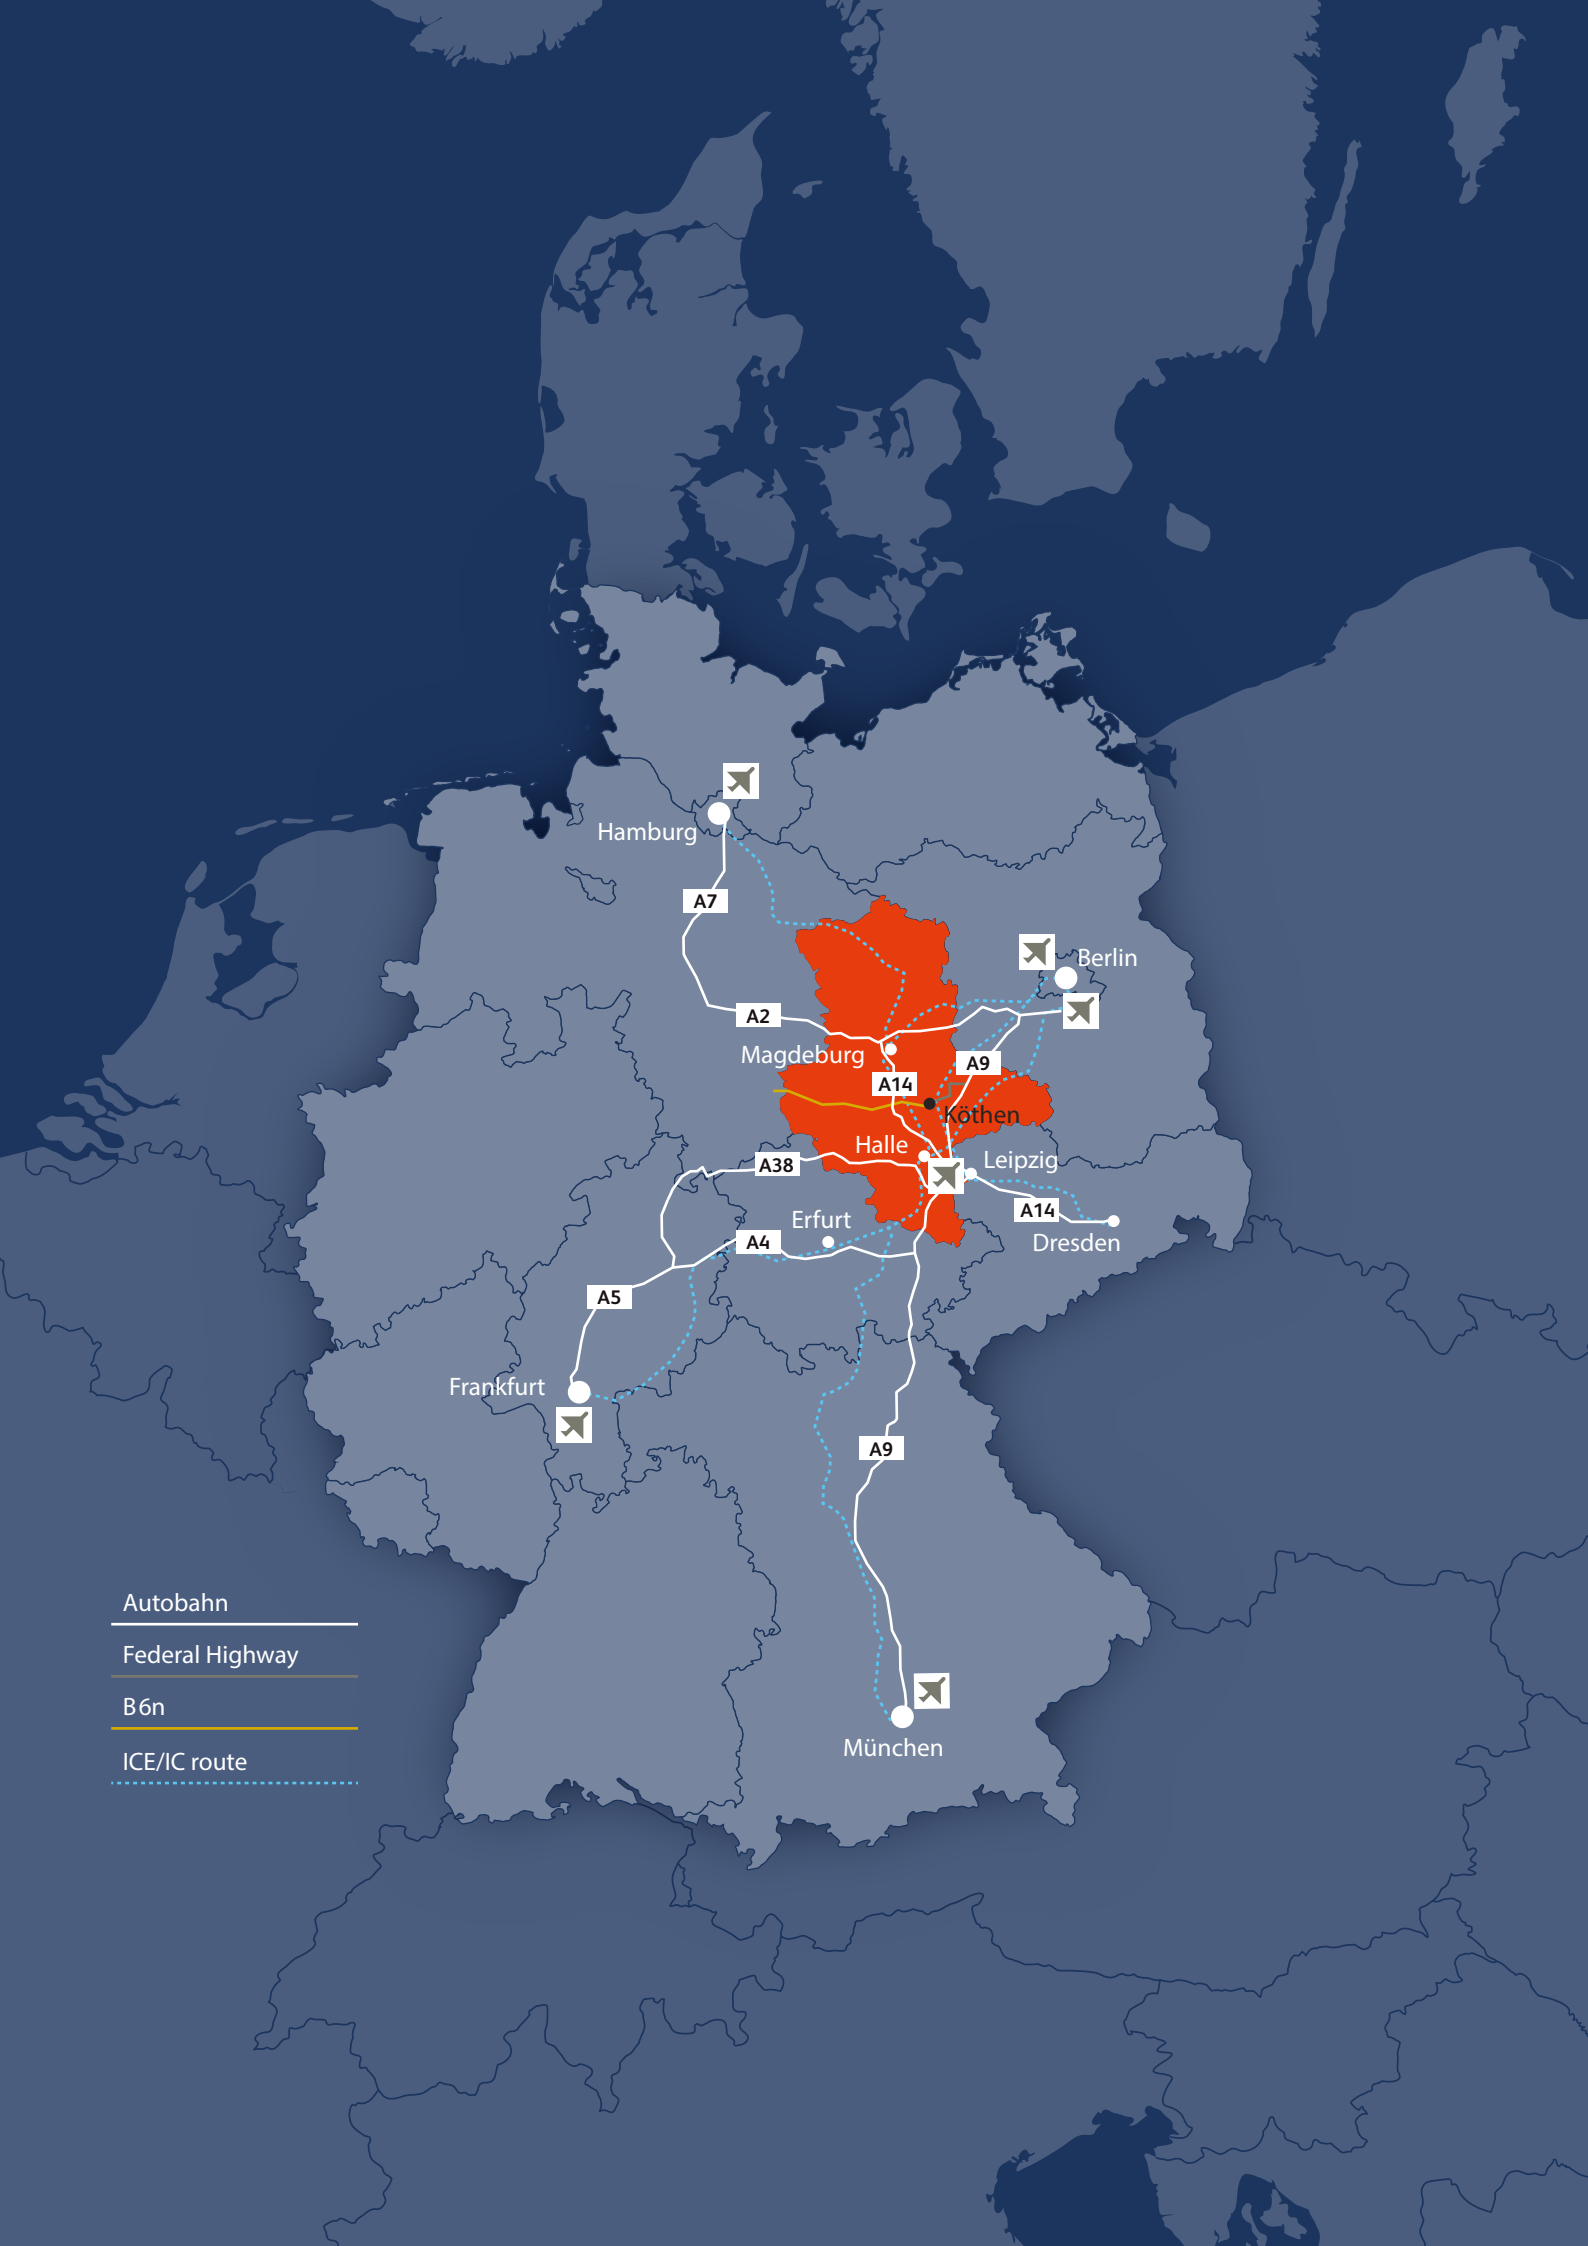 Hamburg
A7
Berlin
A2
Magdeburg
A9
A14
Köthen
Halle
Leipzig
A38
A14
Erfurt
Dresden
A4
A5
Frankfurt
A9
München
Autobahn
Federal Highway
B6n
ICE/IC route